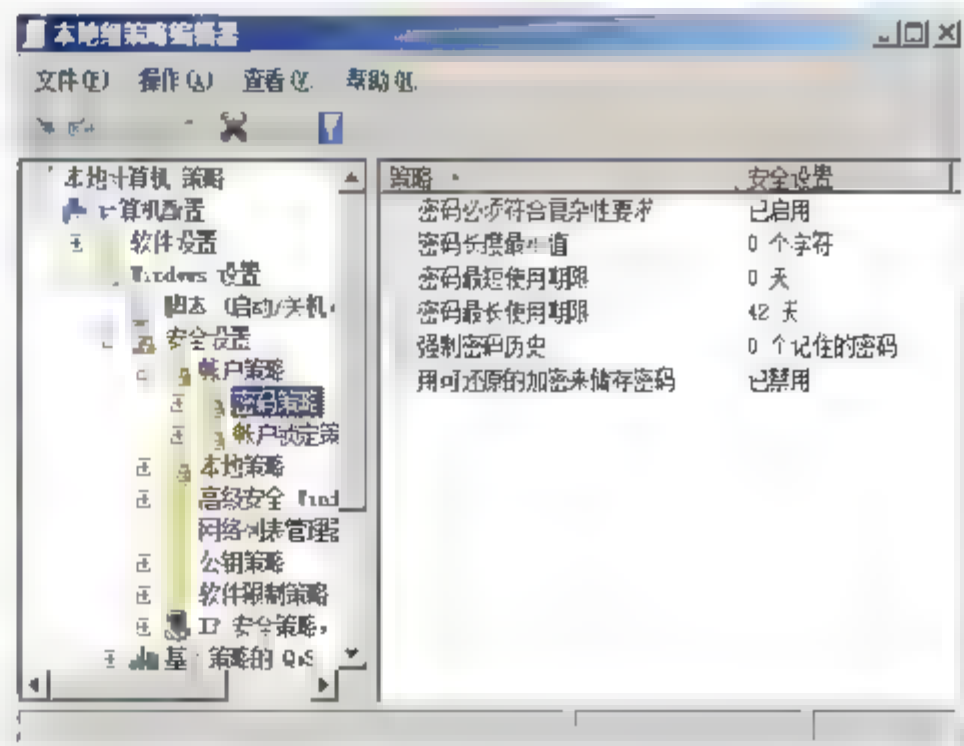 本地组策略编辑器
文件(F) 操作(A) 查看(V) 帮助(H)
本地计算机 策略
计算机配置
软件设置
Windows 设置
脚本 (启动/关机
安全设置
帐户策略
密码策略
帐户锁定策
本地策略
高级安全 Wind
网络列表管理器
公钥策略
软件限制策略
IP 安全策略,
基于策略的 QoS
策略 安全设置
密码必须符合复杂性要求 已启用
密码长度最小值 0 个字符
密码最短使用期限 0 天
密码最长使用期限 42 天
强制密码历史 0 个记住的密码
用可还原的加密来储存密码 已禁用